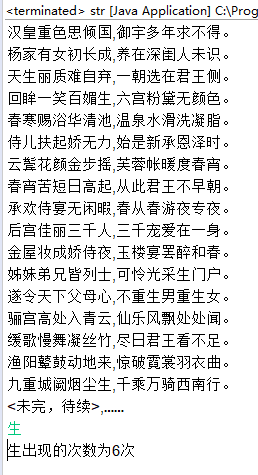 <terminated> str [Java Application] C:\Prog
汉皇重色思倾国,御宇多年求不得。
杨家有女初长成,养在深闺人未识。
天生丽质难自弃,一朝选在君王侧。
回眸一笑百媚生,六宫粉黛无颜色。
春寒赐浴华清池,温泉水滑洗凝脂。
侍儿扶起娇无力,始是新承恩泽时。
云鬓花颜金步摇,芙蓉帐暖度春宵。
春宵苦短日高起,从此君王不早朝。
承欢侍宴无闲暇,春从春游夜专夜。
后宫佳丽三千人,三千宠爱在一身。
金屋妆成娇侍夜,玉楼宴罢醉和春。
姊妹弟兄皆列士,可怜光采生门户。
遂令天下父母心,不重生男重生女。
骊宫高处入青云,仙乐风飘处处闻。
缓歌慢舞凝丝竹,尽日君王看不足。
渔阳鼙鼓动地来,惊破霓裳羽衣曲。
九重城阙烟尘生,千乘万骑西南行。
<未完，待续>,......
生
生出现的次数为6次